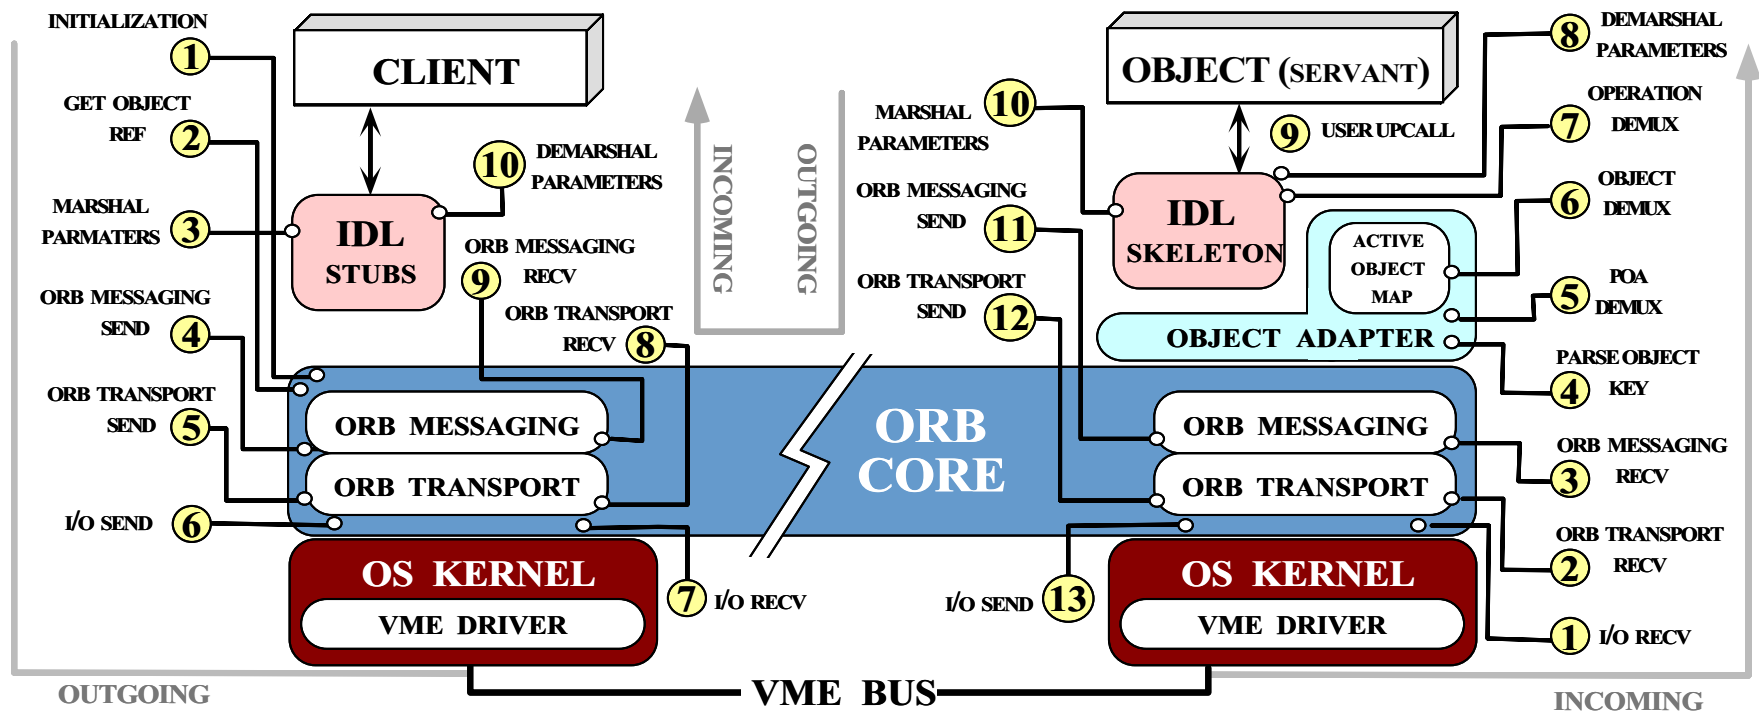 INITIALIZATION
1
GET OBJECT
REF
2
MARSHAL
PARMATERS
3
ORB MESSAGING
SEND
4
ORB TRANSPORT
SEND
5
I/O SEND
6
CLIENT
10
DEMARSHAL
PARAMETERS
IDL
STUBS
ORB MESSAGING
RECV
9
ORB TRANSPORT
RECV
8
ORB MESSAGING
ORB TRANSPORT
OS KERNEL
VME DRIVER
7
I/O RECV
INCOMING
OUTGOING
ORB
CORE
OBJECT (SERVANT)
MARSHAL
PARAMETERS
10
9
USER UPCALL
ORB MESSAGING
SEND
11
ORB TRANSPORT
SEND
12
IDL
SKELETON
ACTIVE
OBJECT
MAP
OBJECT ADAPTER
ORB MESSAGING
ORB TRANSPORT
I/O SEND
13
OS KERNEL
VME DRIVER
8
DEMARSHAL
PARAMETERS
7
OPERATION
DEMUX
6
OBJECT
DEMUX
5
POA
DEMUX
4
PARSE OBJECT
KEY
3
ORB MESSAGING
RECV
2
ORB TRANSPORT
RECV
1
I/O RECV
OUTGOING
VME BUS
INCOMING